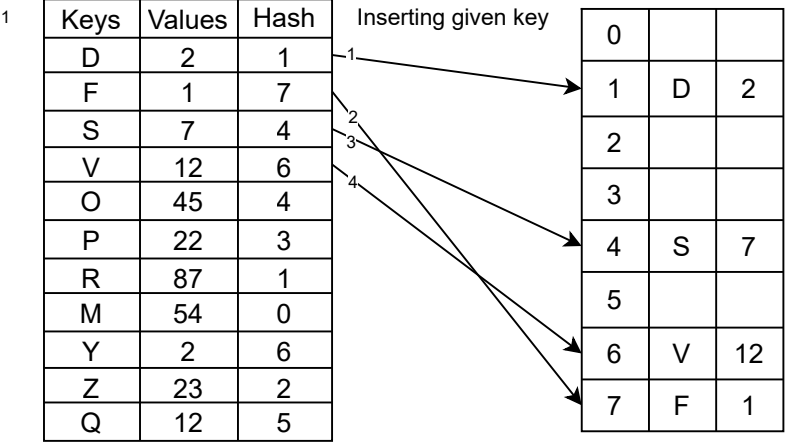 1
Keys Values Hash
D 2 1
F 1 7
S 7 4
V 12 6
O 45 4
P 22 3
R 87 1
M 54 0
Y 2 6
Z 23 2
Q 12 5
Inserting given key
1
2
3
4
0
1 D 2
2
3
4 S 7
5
6 V 12
7 F 1